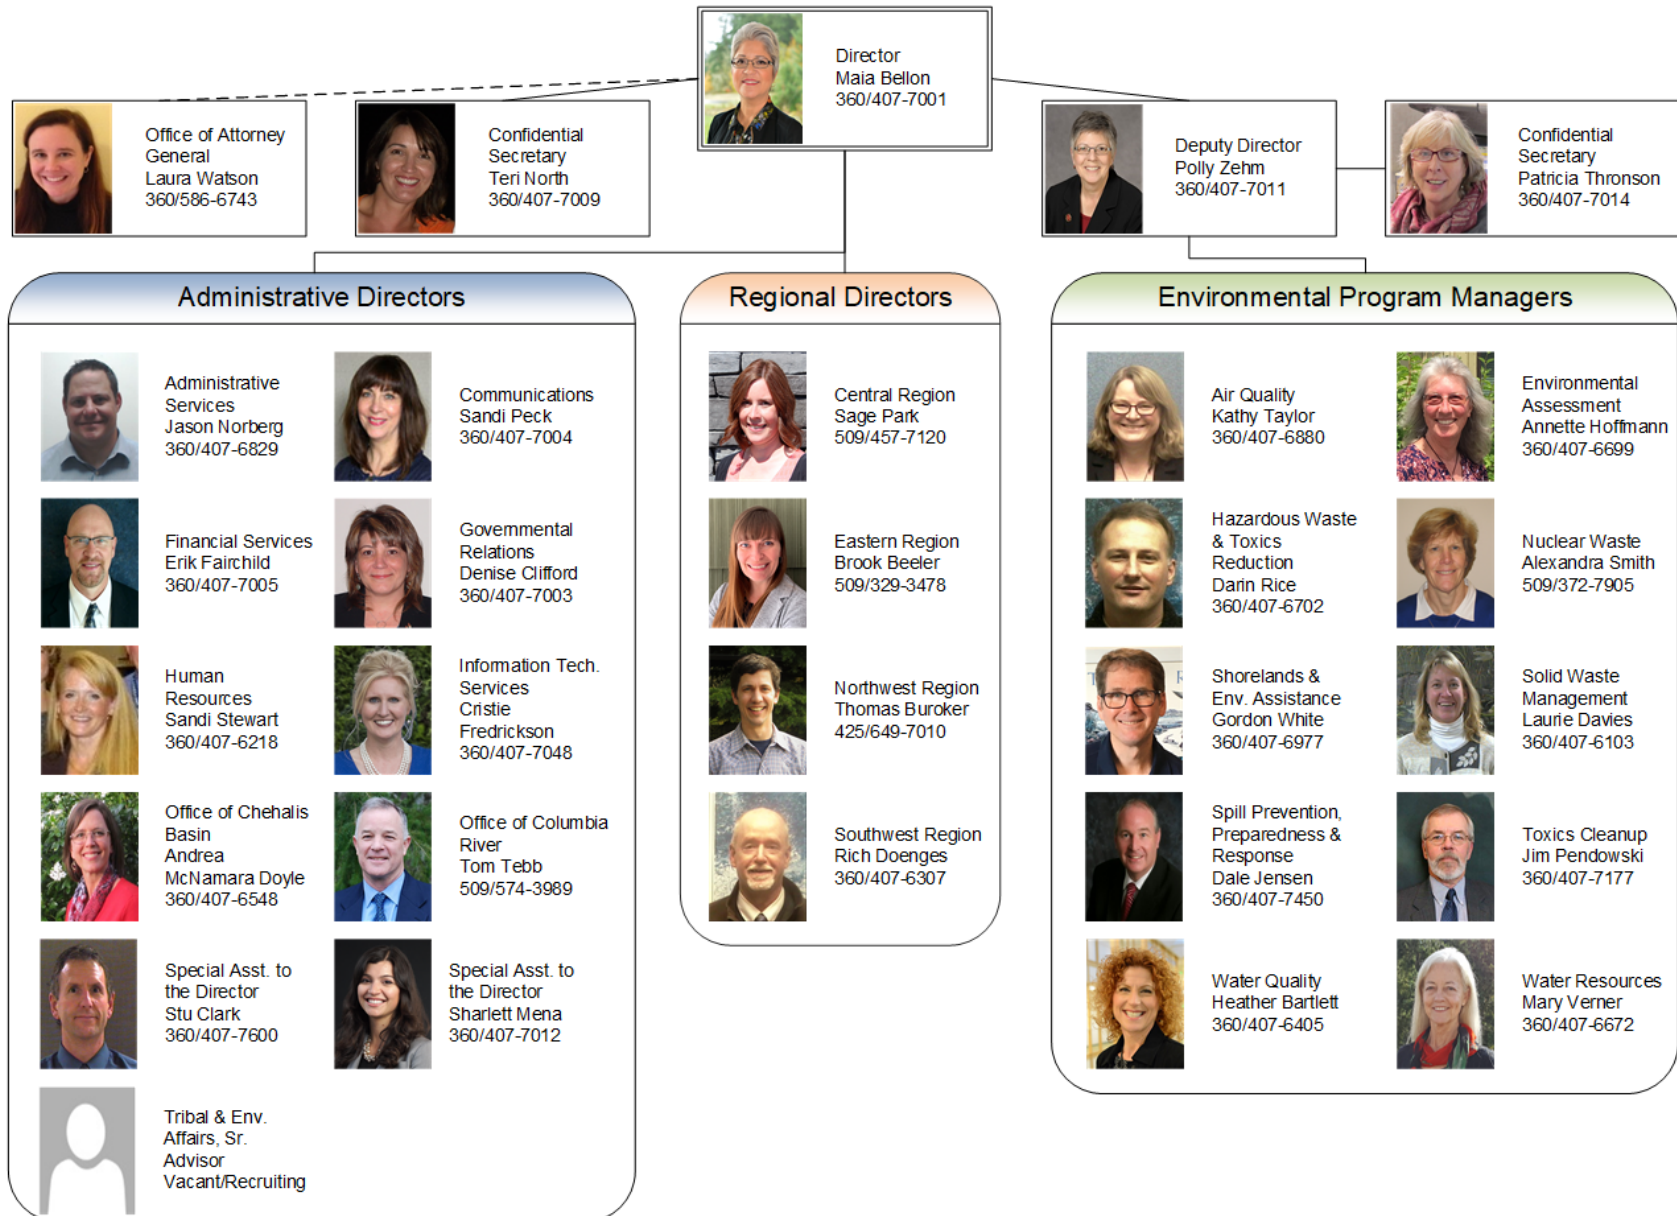 Director
Maia Bellon
360/407-7001
Office of Attorney
General
Laura Watson
360/586-6743
Confidential
Secretary
Teri North
360/407-7009
Deputy Director
Polly Zehm
360/407-7011
Confidential
Secretary
Patricia Thronson
360/407-7014
Administrative Directors
Administrative
Services
Jason Norberg
360/407-6829
Communications
Sandi Peck
360/407-7004
Financial Services
Erik Fairchild
360/407-7005
Governmental
Relations
Denise Clifford
360/407-7003
Human
Resources
Sandi Stewart
360/407-6218
Information Tech.
Services
Cristie
Fredrickson
360/407-7048
Office of Chehalis
Basin
Andrea
McNamara Doyle
360/407-6548
Office of Columbia
River
Tom Tebb
509/574-3989
Special Asst. to
the Director
Stu Clark
360/407-7600
Special Asst. to
the Director
Sharlett Mena
360/407-7012
Tribal & Env.
Affairs, Sr.
Advisor
Vacant/Recruiting
Regional Directors
Central Region
Sage Park
509/457-7120
Eastern Region
Brook Beeler
509/329-3478
Northwest Region
Thomas Buroker
425/649-7010
Southwest Region
Rich Doenges
360/407-6307
Environmental Program Managers
Air Quality
Kathy Taylor
360/407-6880
Environmental
Assessment
Annette Hoffmann
360/407-6699
Hazardous Waste
& Toxics
Reduction
Darin Rice
360/407-6702
Nuclear Waste
Alexandra Smith
509/372-7905
Shorelands &
Env. Assistance
Gordon White
360/407-6977
Solid Waste
Management
Laurie Davies
360/407-6103
Spill Prevention,
Preparedness &
Response
Dale Jensen
360/407-7450
Toxics Cleanup
Jim Pendowski
360/407-7177
Water Quality
Heather Bartlett
360/407-6405
Water Resources
Mary Verner
360/407-6672